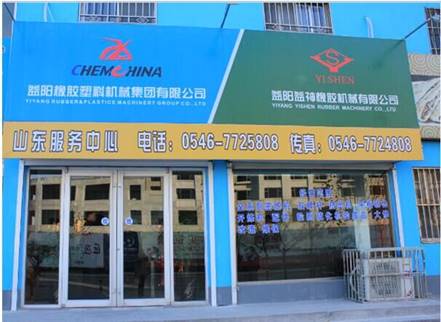 CHEMCHINA
益阳橡胶塑料机械集团有限公司
YIYANG RUBBER&PLASTICS MACHINERY GROUP CO.,LTD
YI SHEN
益阳益神橡胶机械有限公司
YIYANG YISHEN RUBBER MACHINERY CO.,LTD
山东服务中心 电话：0546-7725808 传真：0546-7724808